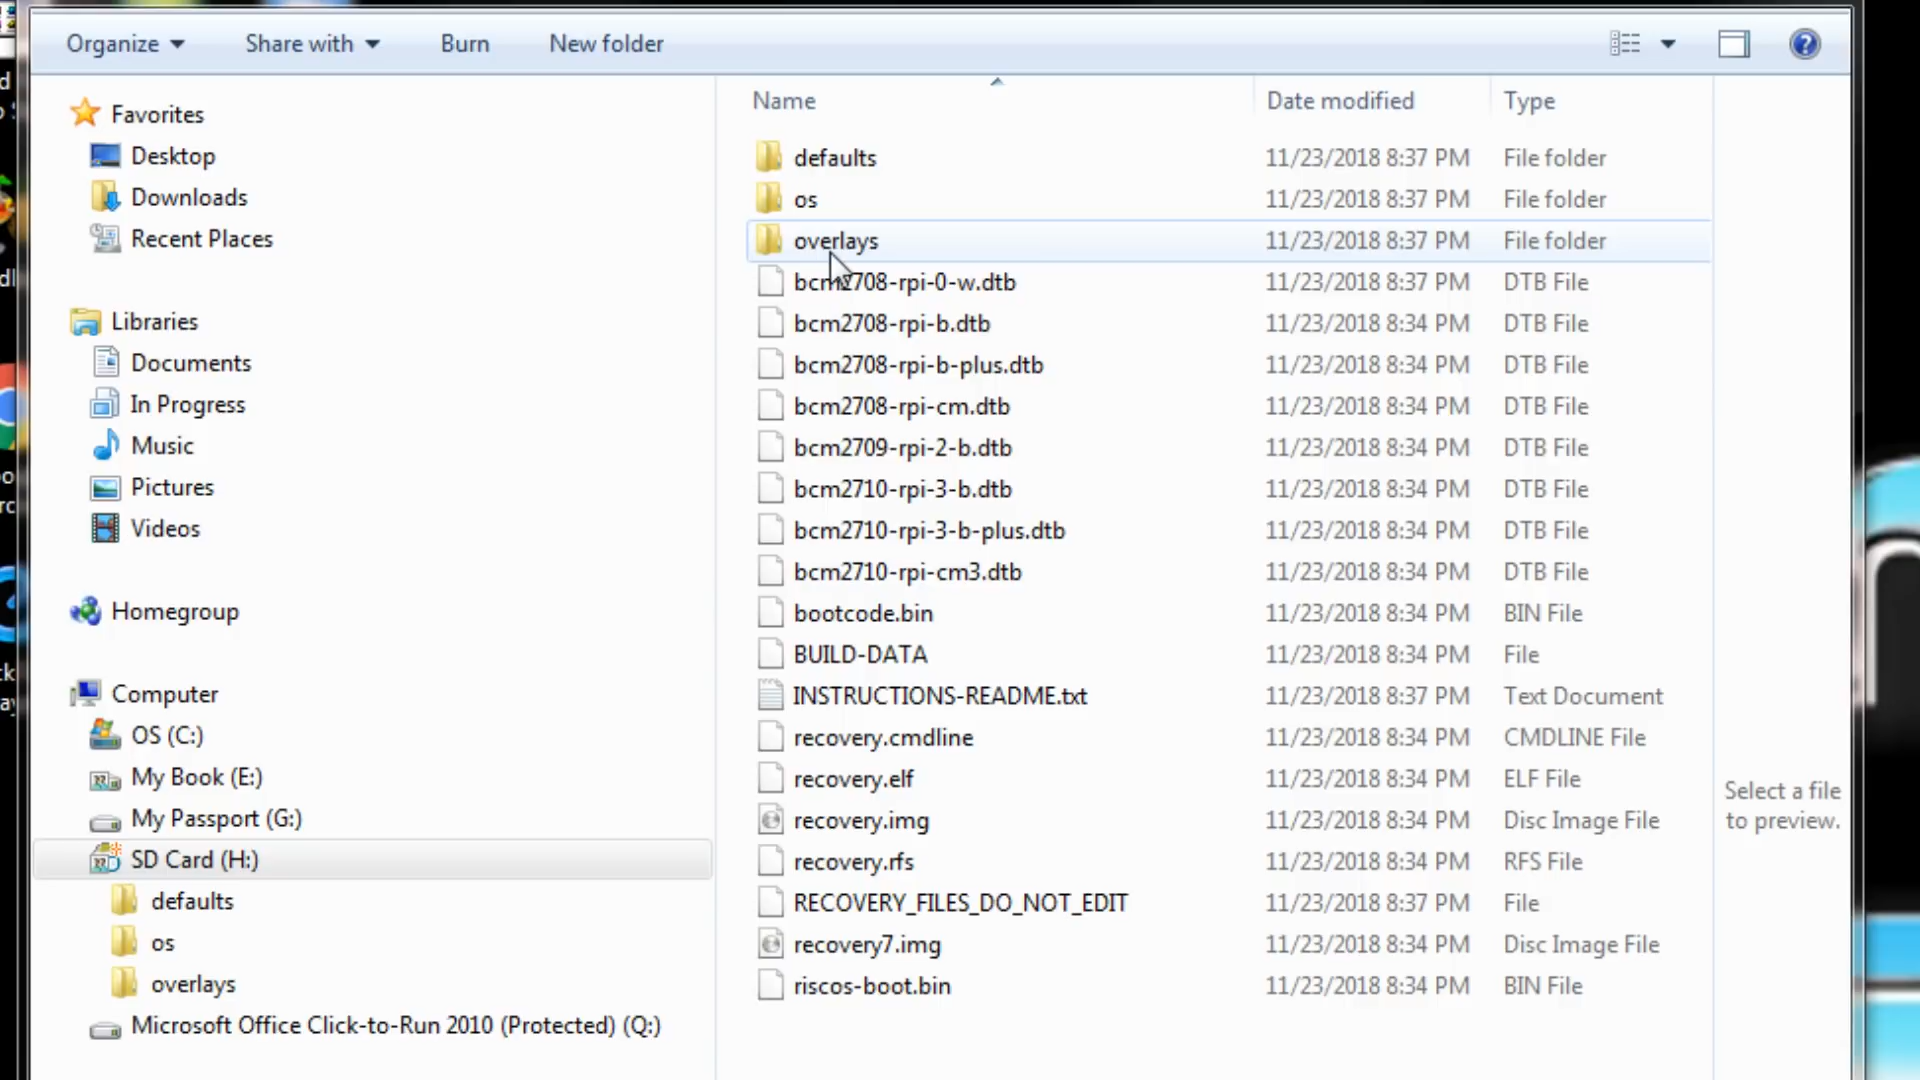 Organize Share with Burn New folder
Favorites
Desktop
Downloads
Recent Places
Libraries
Documents
In Progress
Music
Pictures
Videos
Homegroup
Computer
OS (C:)
My Book (E:)
My Passport (G:)
SD Card (H:)
defaults
os
overlays
Microsoft Office Click-to-Run 2010 (Protected) (Q:)
Name Date modified Type
defaults 11/23/2018 8:37 PM File folder
os 11/23/2018 8:37 PM File folder
overlays 11/23/2018 8:37 PM File folder
bcm2708-rpi-0-w.dtb 11/23/2018 8:37 PM DTB File
bcm2708-rpi-b.dtb 11/23/2018 8:34 PM DTB File
bcm2708-rpi-b-plus.dtb 11/23/2018 8:34 PM DTB File
bcm2708-rpi-cm.dtb 11/23/2018 8:34 PM DTB File
bcm2709-rpi-2-b.dtb 11/23/2018 8:34 PM DTB File
bcm2710-rpi-3-b.dtb 11/23/2018 8:34 PM DTB File
bcm2710-rpi-3-b-plus.dtb 11/23/2018 8:34 PM DTB File
bcm2710-rpi-cm3.dtb 11/23/2018 8:34 PM DTB File
bootcode.bin 11/23/2018 8:34 PM BIN File
BUILD-DATA 11/23/2018 8:34 PM File
INSTRUCTIONS-README.txt 11/23/2018 8:37 PM Text Document
recovery.cmdline 11/23/2018 8:34 PM CMDLINE File
recovery.elf 11/23/2018 8:34 PM ELF File
recovery.img 11/23/2018 8:34 PM Disc Image File
recovery.rfs 11/23/2018 8:34 PM RFS File
RECOVERY_FILES_DO_NOT_EDIT 11/23/2018 8:37 PM File
recovery7.img 11/23/2018 8:34 PM Disc Image File
riscos-boot.bin 11/23/2018 8:34 PM BIN File
Select a file
to preview.